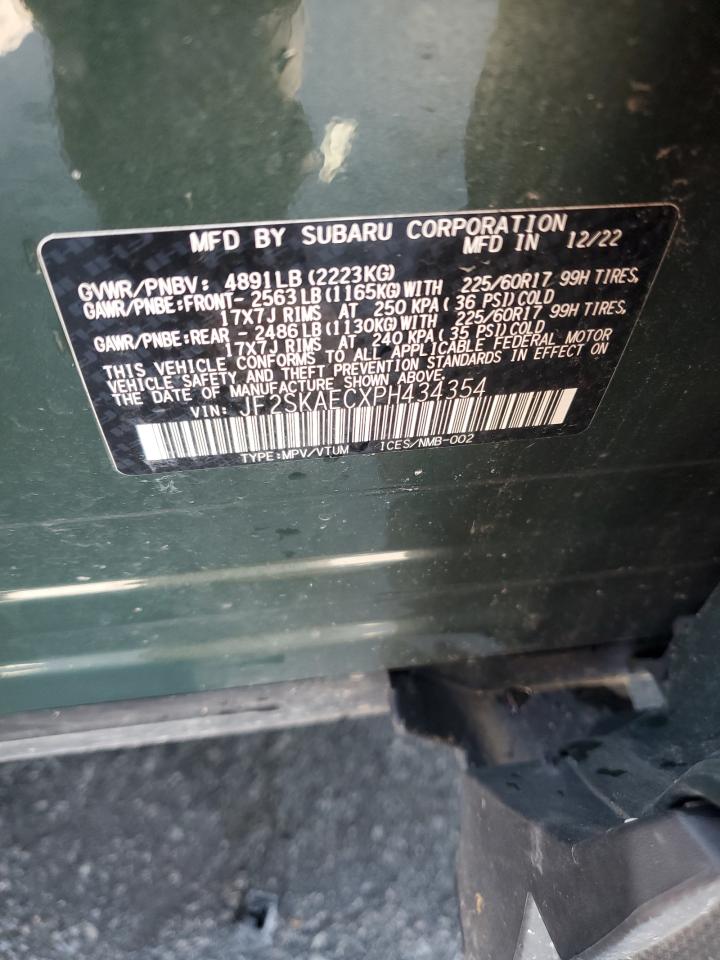 MFD BY SUBARU CORPORATION
MFD IN 12/22
GVWR/PNBV: 4891LB (2223KG)
GAWR/PNBE:FRONT- 2563LB(1165KG)WITH 225/60R17 99H TIRES,
17X7J RIMS AT 250 KPA(36 PSI)COLD
GAWR/PNBE:REAR - 2486LB(1130KG)WITH 225/60R17 99H TIRES,
17X7J RIMS AT 240 KPA(35 PSI)COLD
THIS VEHICLE CONFORMS TO ALL APPLICABLE FEDERAL MOTOR
VEHICLE SAFETY AND THEFT PREVENTION STANDARDS IN EFFECT ON
THE DATE OF MANUFACTURE SHOWN ABOVE.
VIN: JF2SKAECXPH434354
TYPE:MPV/VTUM ICES/NMB-002